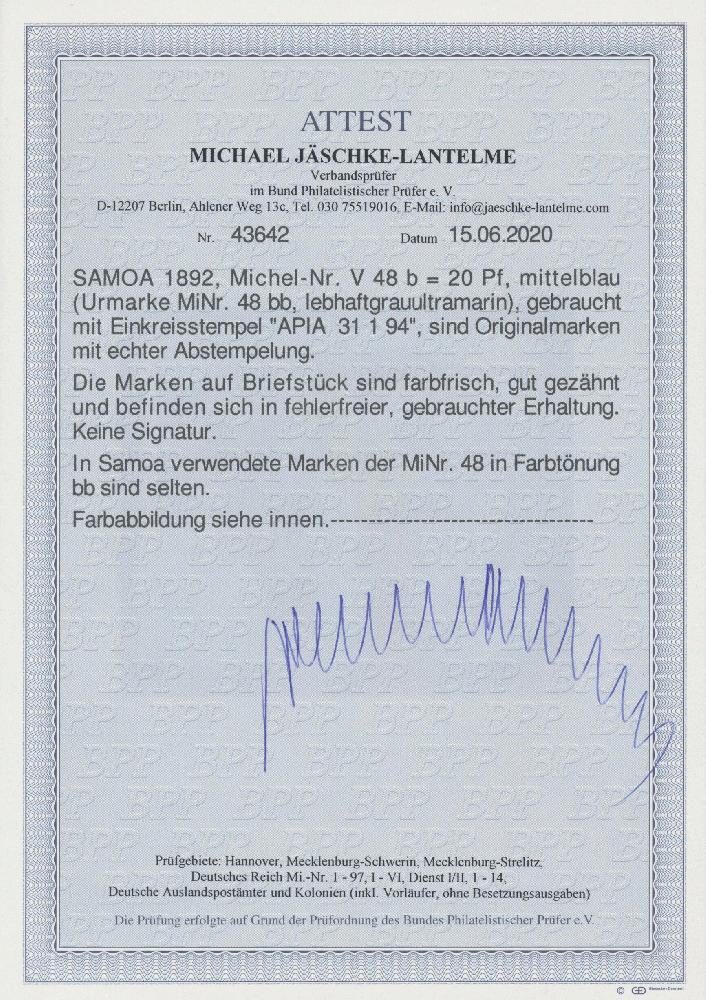 ATTEST
MICHAEL JÄSCHKE-LANTELME
Verbandsprüfer
im Bund Philatelistischer Prüfer e. V.
D-12207 Berlin, Ahlener Weg 13c, Tel. 030 75519016, E-Mail: info@jaeschke-lantelme.com
Nr. 43642 Datum 15.06.2020
SAMOA 1892, Michel-Nr. V 48 b = 20 Pf, mittelblau
(Urmarke MiNr. 48 bb, lebhaftgrauultramarin), gebraucht
mit Einkreisstempel "APIA 31 1 94", sind Originalmarken
mit echter Abstempelung.
Die Marken auf Briefstück sind farbfrisch, gut gezähnt
und befinden sich in fehlerfreier, gebrauchter Erhaltung.
Keine Signatur.
In Samoa verwendete Marken der MiNr. 48 in Farbtönung
bb sind selten.
Farbabbildung siehe innen.------------------------------------
Prüfgebiete: Hannover, Mecklenburg-Schwerin, Mecklenburg-Strelitz,
Deutsches Reich Mi.-Nr. 1 - 97, I - VI, Dienst I/II, 1 - 14,
Deutsche Auslandspostämter und Kolonien (inkl. Vorläufer, ohne Besetzungsausgaben)
Die Prüfung erfolgte auf Grund der Prüfordnung des Bundes Philatelistischer Prüfer e.V.